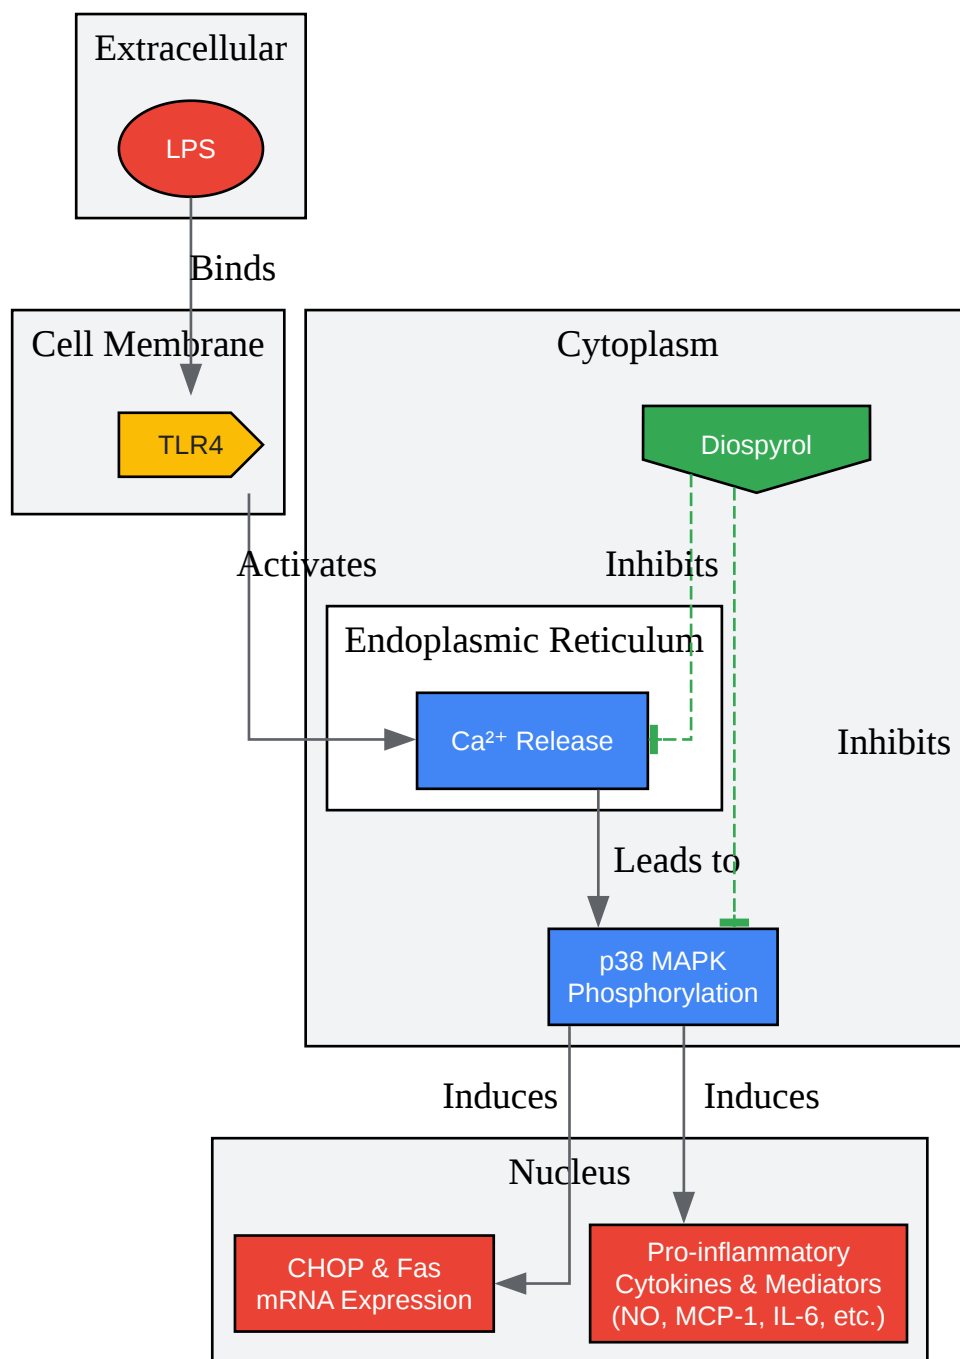 Extracellular
LPS
Binds
Cell Membrane
Cytoplasm
TLR4
Diospyrol
Activates
Inhibits
Endoplasmic Reticulum
Ca²⁺ Release
Inhibits
Leads to
p38 MAPK
Phosphorylation
Induces
Induces
Nucleus
CHOP & Fas
mRNA Expression
Pro-inflammatory
Cytokines & Mediators
(NO, MCP-1, IL-6, etc.)